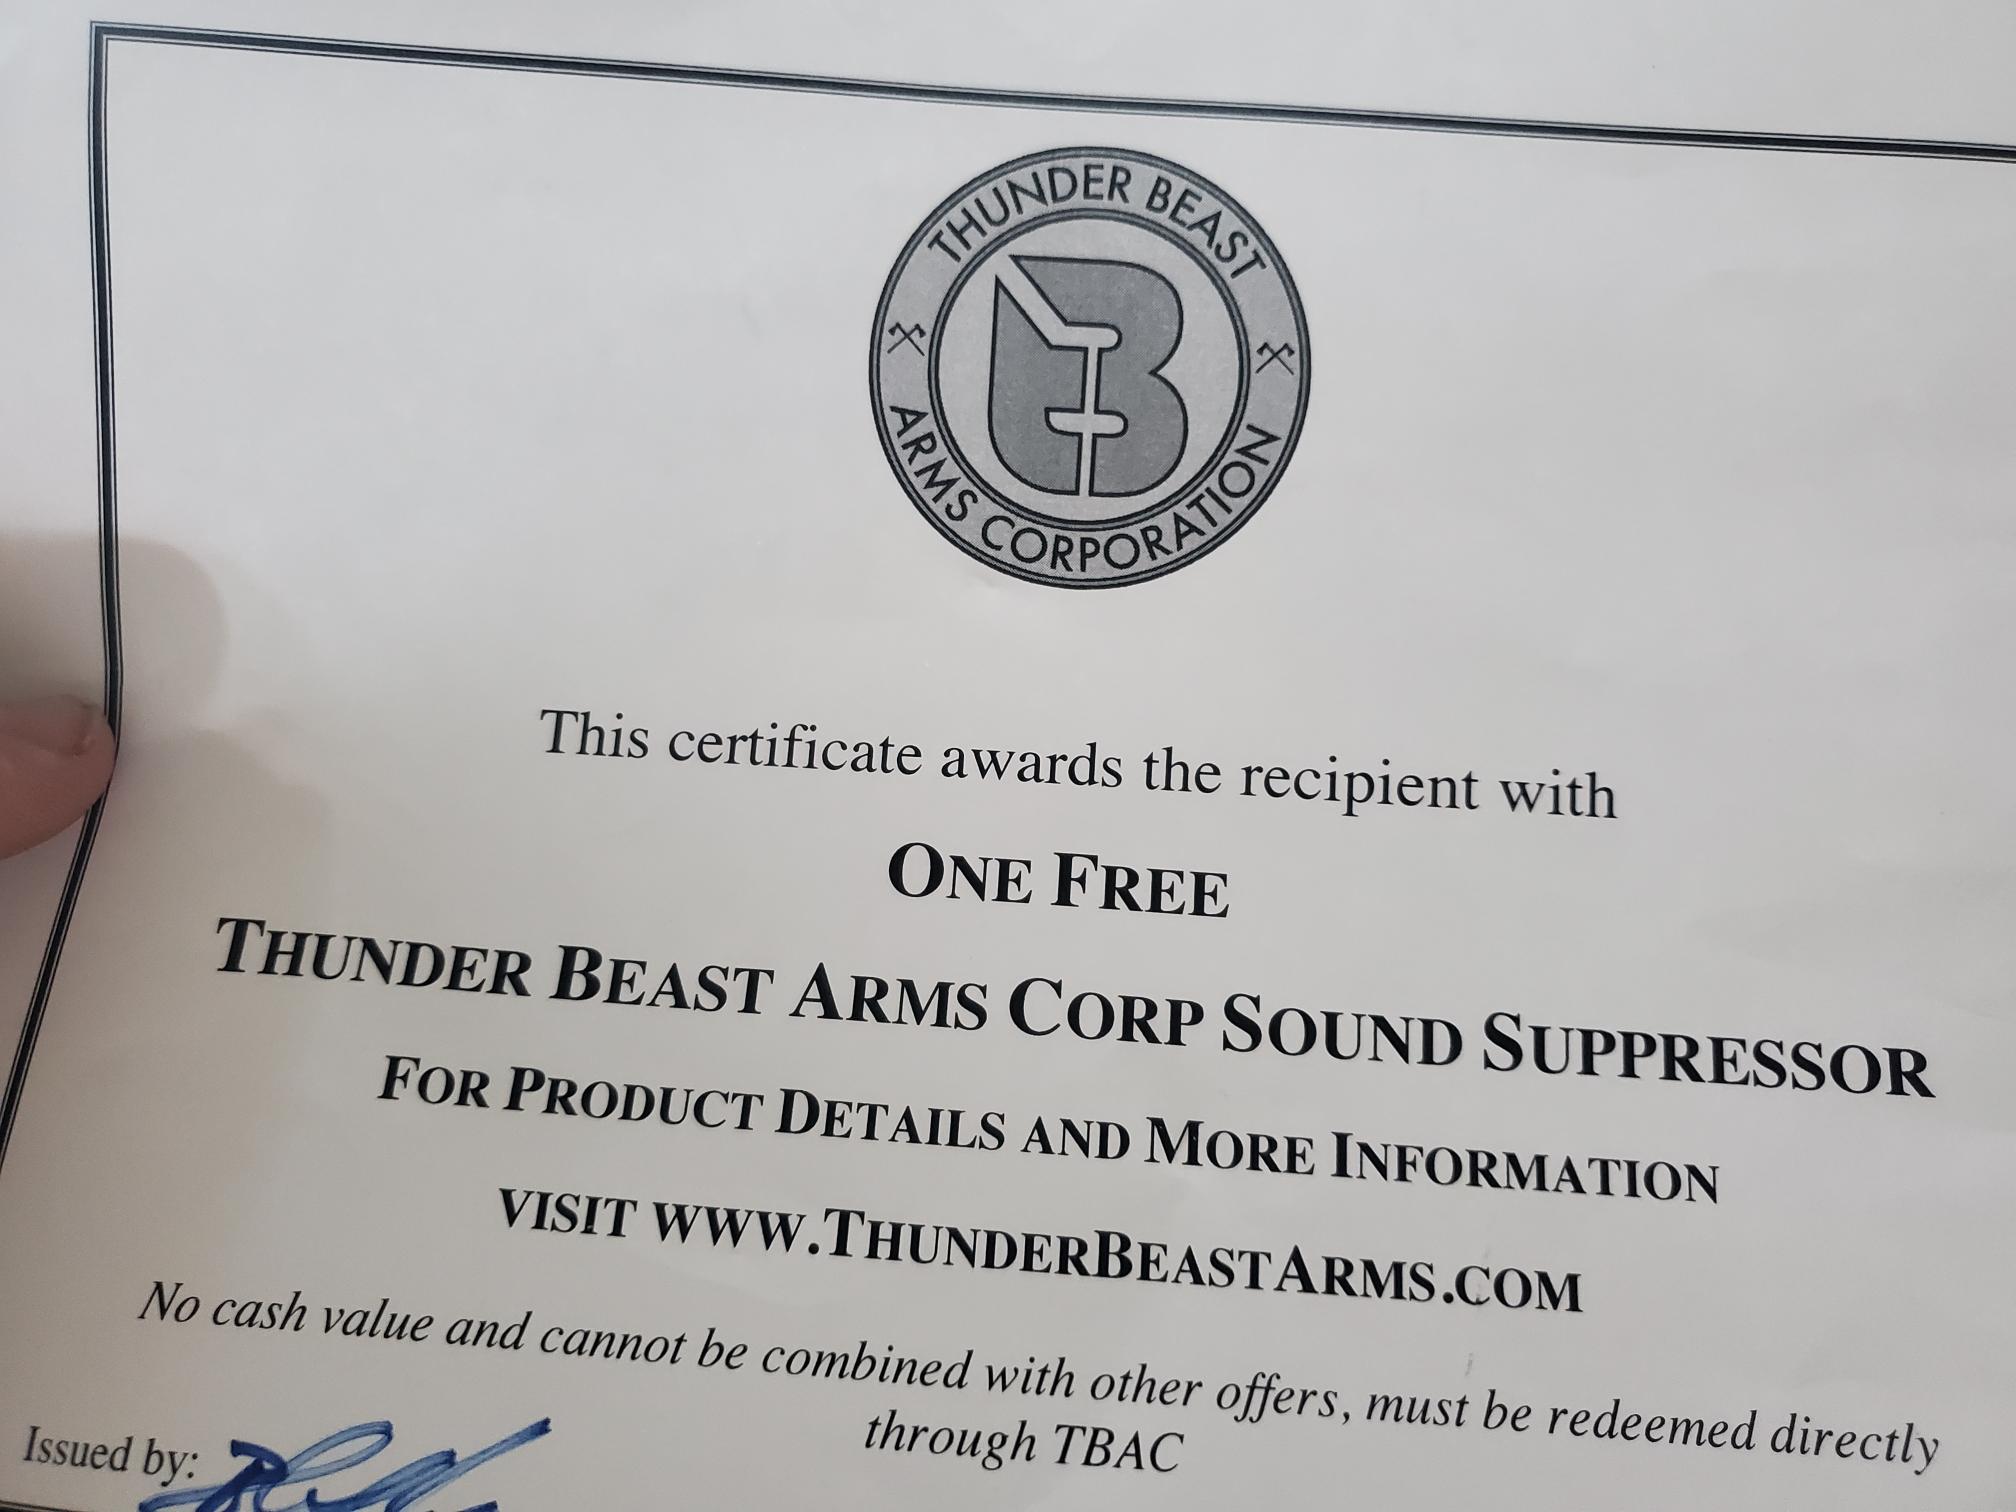 THUNDER BEAST
ARMS CORPORATION
This certificate awards the recipient with
ONE FREE
THUNDER BEAST ARMS CORP SOUND SUPPRESSOR
FOR PRODUCT DETAILS AND MORE INFORMATION
VISIT WWW.THUNDERBEASTARMS.COM
No cash value and cannot be combined with other offers, must be redeemed directly
through TBAC
Issued by: